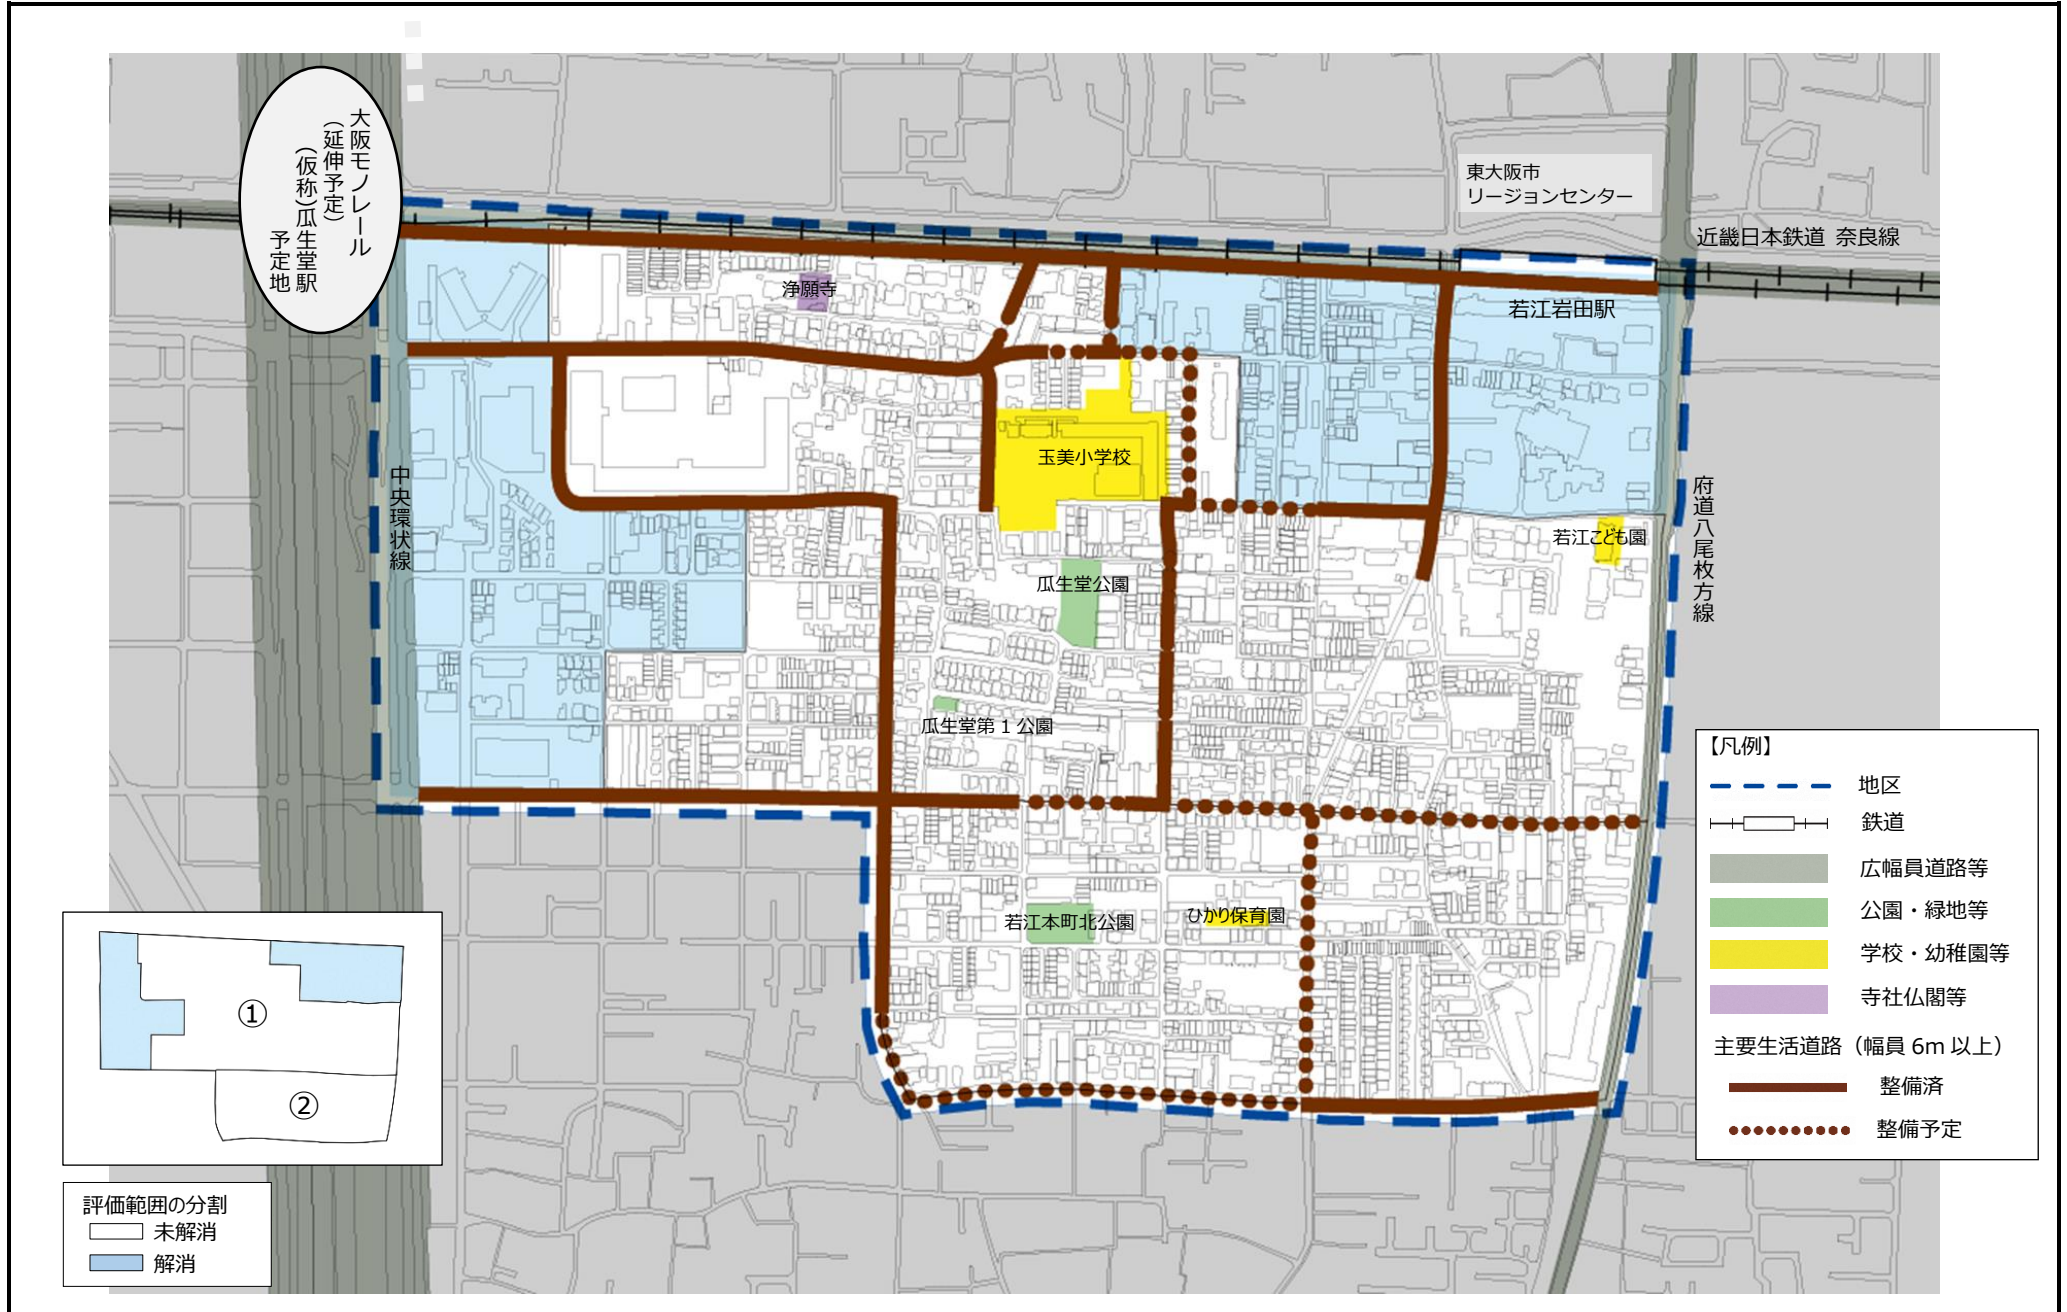 大阪モノレール
（延伸予定）
（仮称）瓜生堂駅
予定地
東大阪市
リージョンセンター
近畿日本鉄道 奈良線
浄願寺
若江岩田駅
玉美小学校
中央環状線
府道八尾枚方線
若江こども園
瓜生堂公園
瓜生堂第１公園
若江本町北公園
ひかり保育園
【凡例】
地区
鉄道
広幅員道路等
公園・緑地等
学校・幼稚園等
寺社仏閣等
主要生活道路（幅員 6m 以上）
整備済
整備予定
①
②
評価範囲の分割
未解消
解消